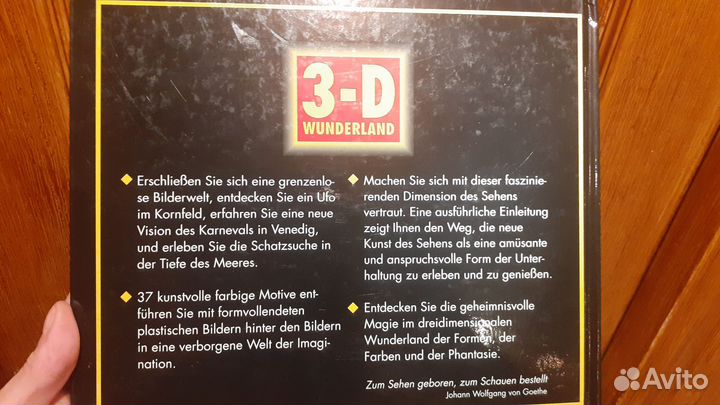 3-D
WUNDERLAND
Erschließen Sie sich eine grenzenlo-
se Bilderwelt, entdecken Sie ein Ufo
im Kornfeld, erfahren Sie eine neue
Vision des Karnevals in Venedig,
und erleben Sie die Schatzsuche in
der Tiefe des Meeres.
37 kunstvolle farbige Motive ent-
führen Sie mit formvollendeten
plastischen Bildern hinter den Bildern
in eine verborgene Welt der Imagi-
nation.
Machen Sie sich mit dieser faszinie-
renden Dimension des Sehens
vertraut. Eine ausführliche Einleitung
zeigt Ihnen den Weg, die neue
Kunst des Sehens als eine amüsante
und anspruchsvolle Form der Unter-
haltung zu erleben und zu genießen.
Entdecken Sie die geheimnisvolle
Magie im dreidimensionalen
Wunderland der Formen, der
Farben und der Phantasie.
Zum Sehen geboren, zum Schauen bestellt
Johann Wolfgang von Goethe
Avito